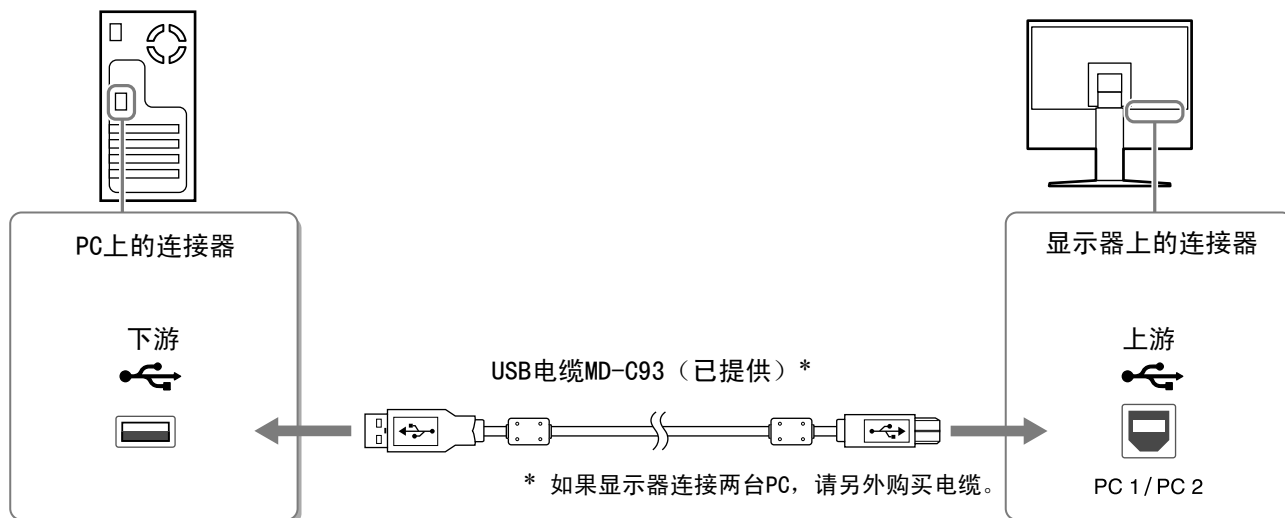 PC上的连接器
显示器上的连接器
下游
上游
USB电缆MD-C93（已提供）*
* 如果显示器连接两台PC，请另外购买电缆。
PC 1/PC 2